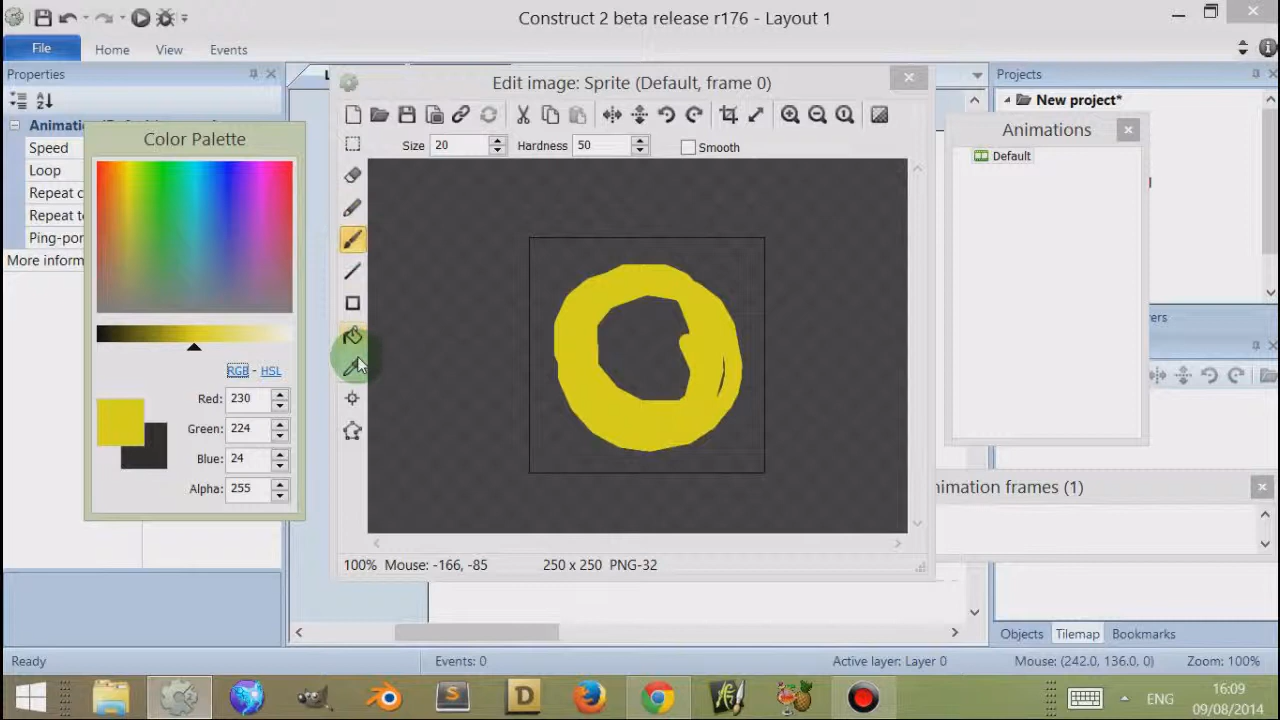 Construct 2 beta release r176 - Layout 1
File
Home
View
Events
Properties
Speed
Loop
Ping-por
More inform
Color Palette
RGB - HSL
Red: 230
Green: 224
Blue: 24
Alpha: 255
Edit image: Sprite (Default, frame 0)
Size 20
Hardness 50
Smooth
100% Mouse: -166, -85
250 x 250 PNG-32
Projects
New project*
Animations
Default
yers
nimation frames (1)
Objects
Tilemap
Bookmarks
Ready
Events: 0
Active layer: Layer 0
Mouse: (242.0, 136.0, 0)
Zoom: 100%
ENG
16:09
09/08/2014